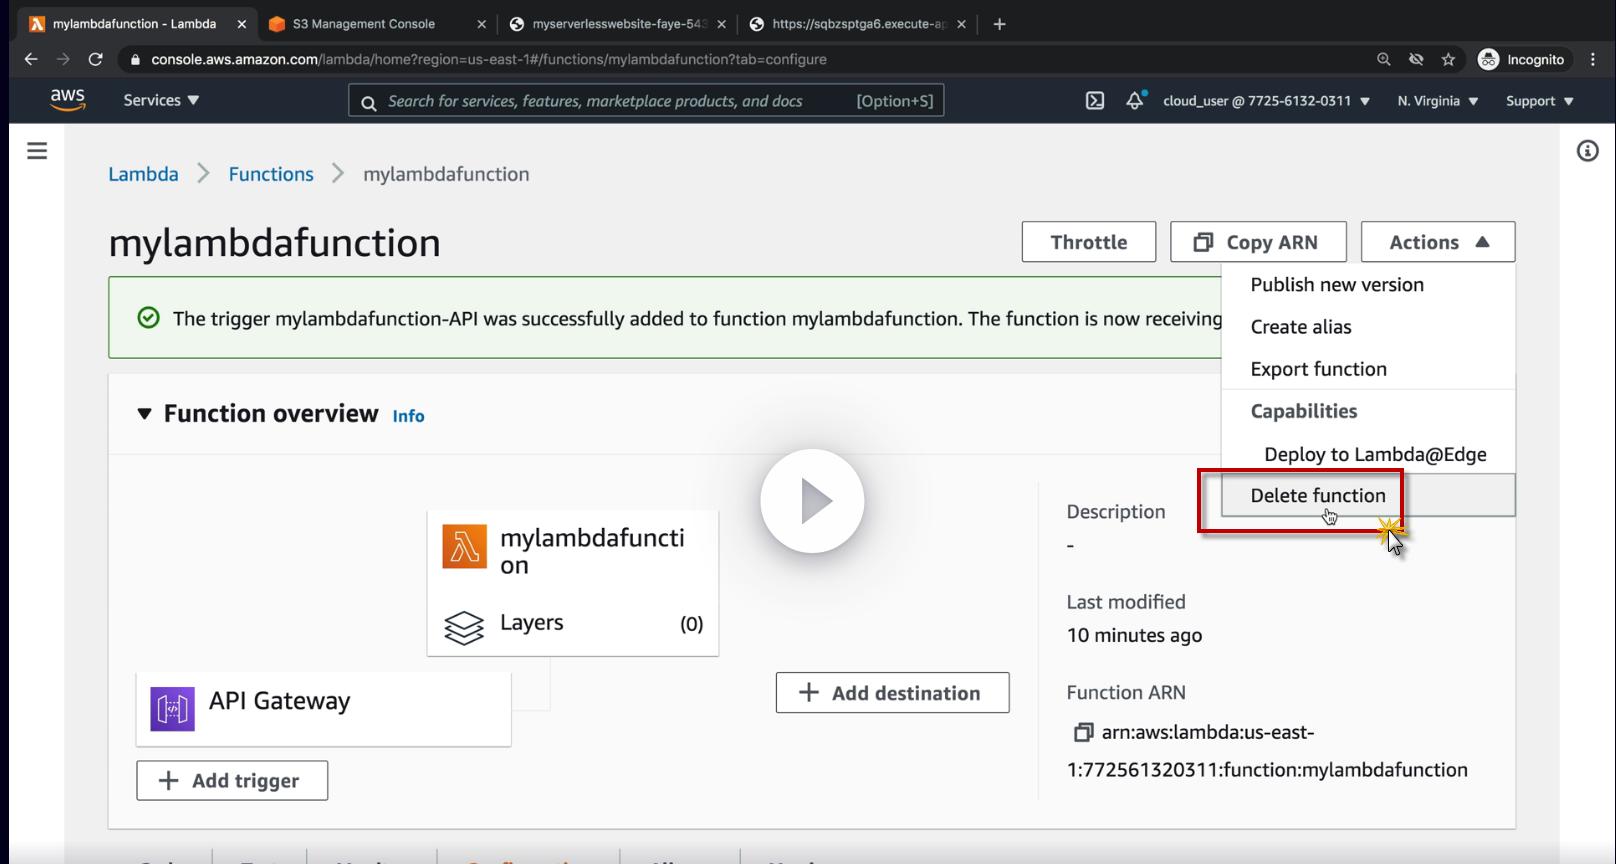 mylambdafunction - Lambda
S3 Management Console
myserverlesswebsite-faye-543
https://sqbzsptga6.execute-ap
console.aws.amazon.com/lambda/home?region=us-east-1#/functions/mylambdafunction?tab=configure
Incognito
aws
Services
Search for services, features, marketplace products, and docs
[Option+S]
cloud_user @ 7725-6132-0311
N. Virginia
Support
Lambda
Functions
mylambdafunction
mylambdafunction
Throttle
Copy ARN
Actions
Publish new version
Create alias
Export function
Capabilities
Deploy to Lambda@Edge
Delete function
The trigger mylambdafunction-API was successfully added to function mylambdafunction. The function is now receiving
Function overview Info
mylambdafuncti
on
Layers (0)
API Gateway
Add trigger
Add destination
Description
-
Last modified
10 minutes ago
Function ARN
arn:aws:lambda:us-east-
1:772561320311:function:mylambdafunction